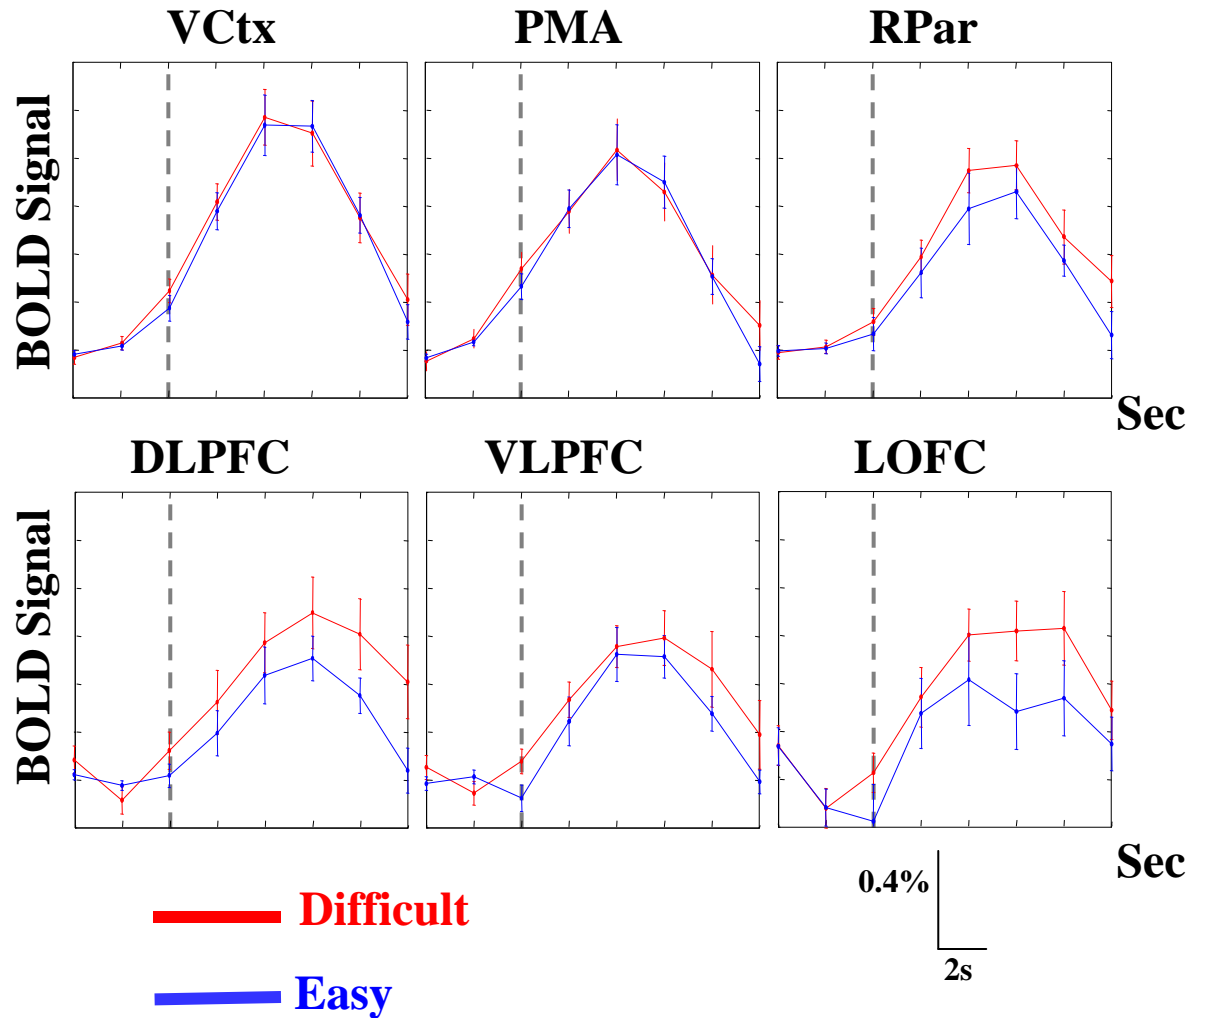 VCtx
PMA
RPar
BOLD Signal
Sec
DLPFC
VLPFC
LOFC
BOLD Signal
Sec
0.4%
2s
Difficult
Easy